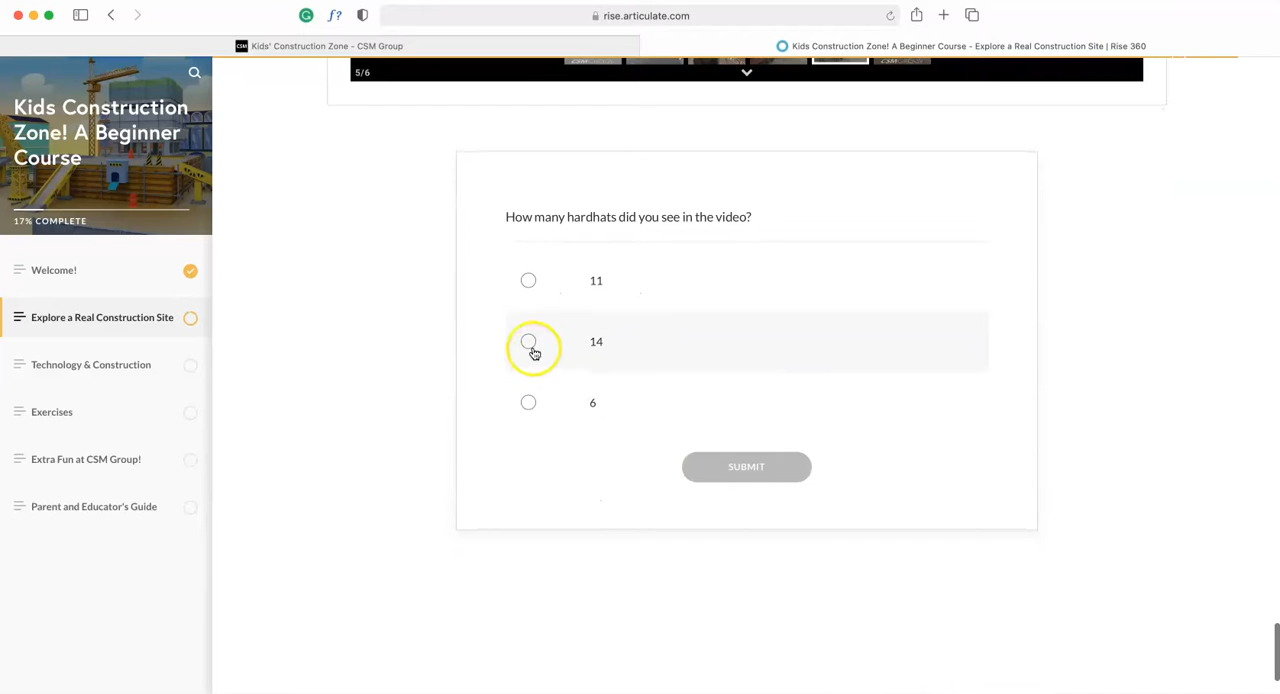 f?
rise.articulate.com
CSM Kids' Construction Zone - CSM Group
Kids Construction Zone! A Beginner Course - Explore a Real Construction Site | Rise 360
5/6
Kids Construction
Zone! A Beginner
Course
17% COMPLETE
Welcome!
Explore a Real Construction Site
Technology & Construction
Exercises
Extra Fun at CSM Group!
Parent and Educator's Guide
How many hardhats did you see in the video?
11
14
6
SUBMIT